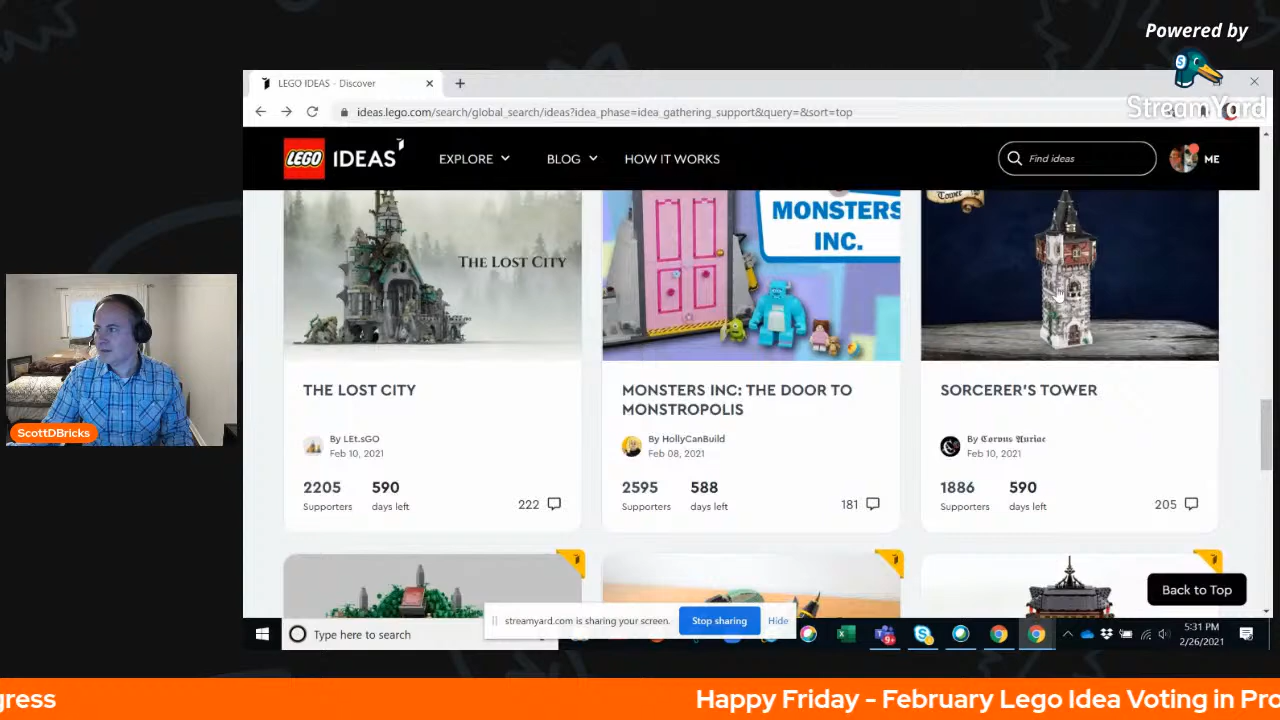 Powered by
StreamYard
LEGO IDEAS - Discover
ideas.lego.com/search/global_search/ideas?idea_phase=idea_gathering_support&query=&sort=top
LEGO IDEAS
EXPLORE
BLOG
HOW IT WORKS
Find ideas
ME
THE LOST CITY
MONSTERS
INC.
Tower
THE LOST CITY
By LEt.sGO
Feb 10, 2021
2205
590
Supporters
days left
222
MONSTERS INC: THE DOOR TO
MONSTROPOLIS
By HollyCanBuild
Feb 08, 2021
2595
588
Supporters
days left
181
SORCERER'S TOWER
By 𝕮𝖔𝖗𝖛𝖚𝖘 𝕬𝖚𝖗𝖎𝖆𝖈
Feb 10, 2021
1886
590
Supporters
days left
205
ScottDBricks
Back to Top
streamyard.com is sharing your screen.
Stop sharing
Hide
Type here to search
5:31 PM
2/26/2021
gress
Happy Friday - February Lego Idea Voting in Pro